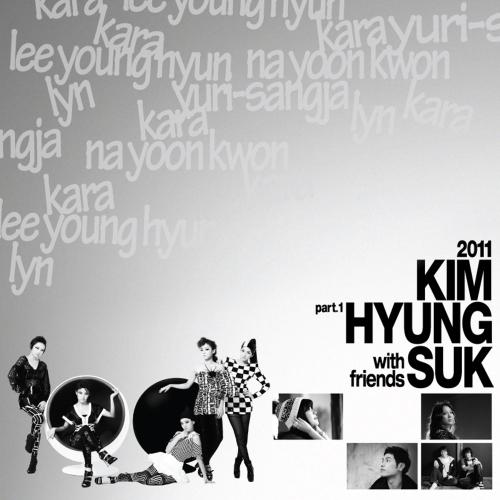 kara lee young hyun
kara
kara yuri-s
lee young hyun na yoon kwon
lyn
yuri-sangja
kara
lyn kara
ngja
na yoon kwon
kara
lee young hyun
lyn
2011
KIM
part.1 HYUNG
with friends SUK